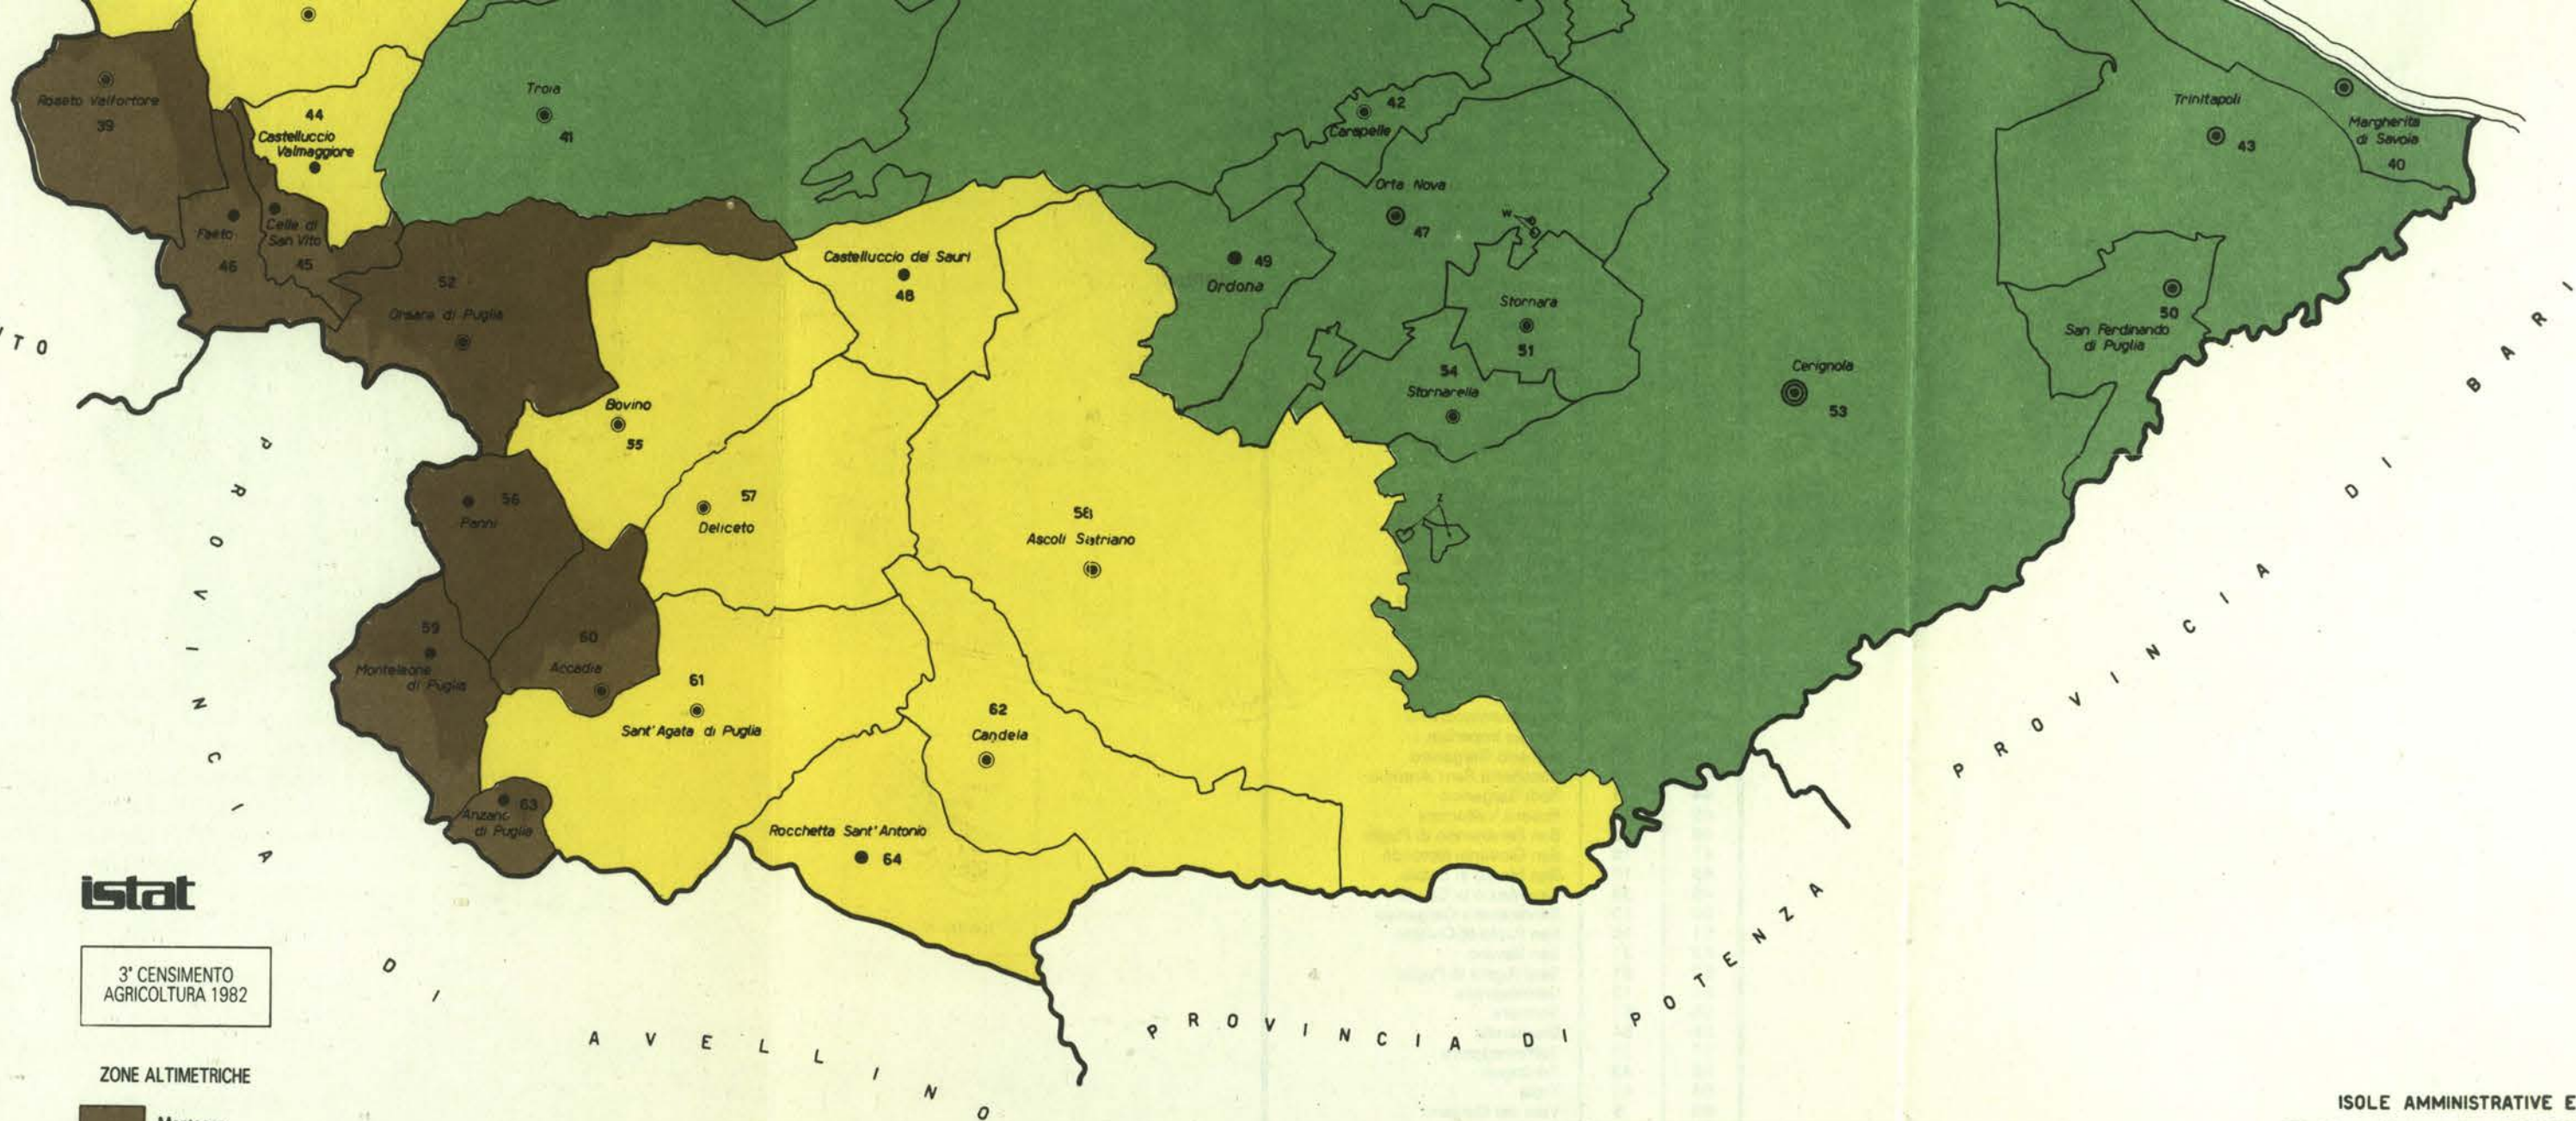 Roseto Valfortore
39
44
Castelluccio
Valmaggiore
Troia
41
42
Carapelle
Trinitapoli
43
Margherita
di Savoia
40
Faeto
46
Celle di
San Vito
45
52
Orsara di Puglia
Castelluccio dei Sauri
48
49
Ordona
Orta Nova
47
W
Stornara
51
54
Stornarella
Cerignola
53
50
San Ferdinando
di Puglia
Bovino
55
56
Panni
57
Deliceto
58
Ascoli Satriano
Z
59
Monteleone
di Puglia
60
Accadia
61
Sant'Agata di Puglia
62
Candela
63
Anzano
di Puglia
Rocchetta Sant'Antonio
64
TO
PROVINCIA DI AVELLINO
PROVINCIA DI POTENZA
PROVINCIA DI BARI
istat
3° CENSIMENTO
AGRICOLTURA 1982
ZONE ALTIMETRICHE
ISOLE AMMINISTRATIVE E